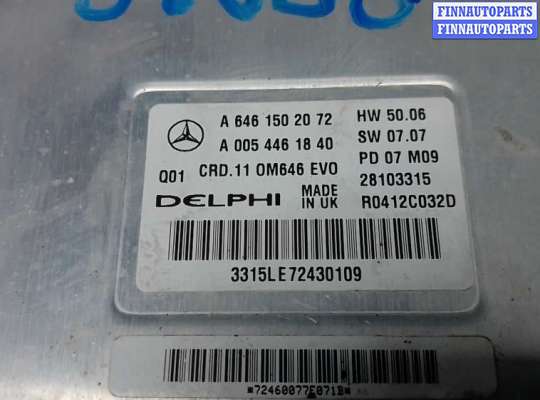 FINNAUTOPARTS
FINNAUTOPARTS
FINNAUTOPARTS
A 646 150 20 72 HW 50.06
A 005 446 18 40 SW 07.07
Q01 CRD.11 OM646 EVO PD 07 M09
DELPHI MADE IN UK 28103315
R0412C032D
3315LE72430109